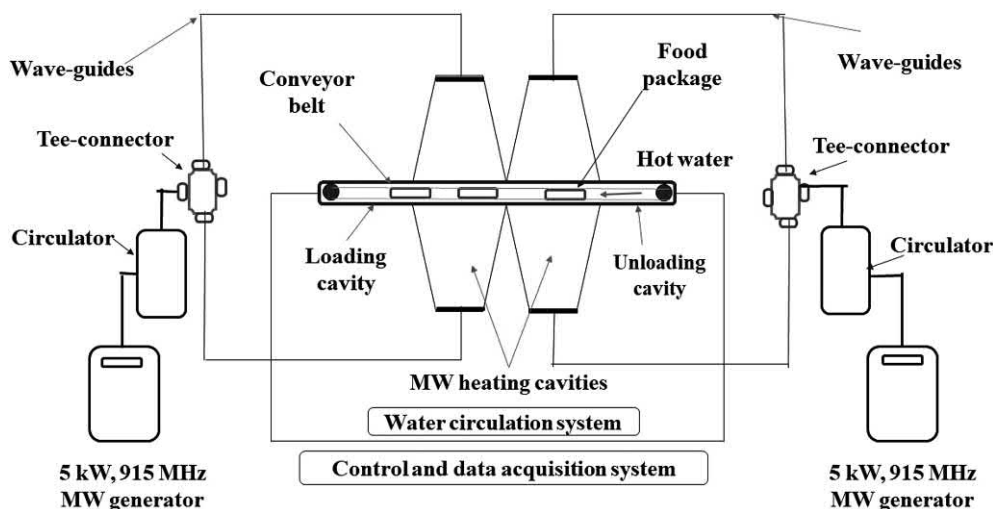 Wave-guides
Conveyor
belt
Food
package
Wave-guides
Tee-connector
Hot water
Tee-connector
Circulator
Loading
cavity
Unloading
cavity
Circulator
MW heating cavities
Water circulation system
Control and data acquisition system
5 kW, 915 MHz
MW generator
5 kW, 915 MHz
MW generator